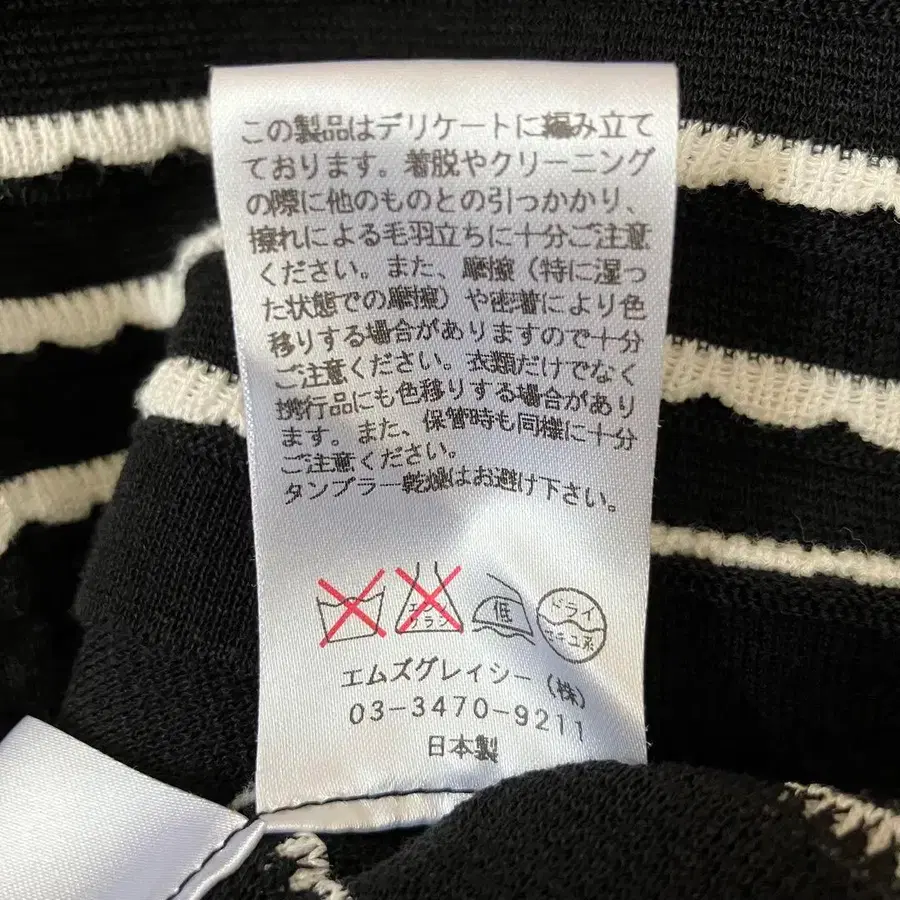 この製品はデリケートに編み立て
ております。着脱やクリーニング
の際に他のものとの引っかかり、
擦れによる毛羽立ちに十分ご注意
ください。また、摩擦（特に湿っ
た状態での摩擦）や密着により色
移りする場合がありますので十分
ご注意ください。衣類だけでなく
携行品にも色移りする場合があり
ます。また、保管時も同様に十分
ご注意ください。
タンブラー乾燥はお避け下さい。
エンソ
サラシ
低
ドライ
セキユ系
エムズグレイシー（株）
03-3470-9211
日本製